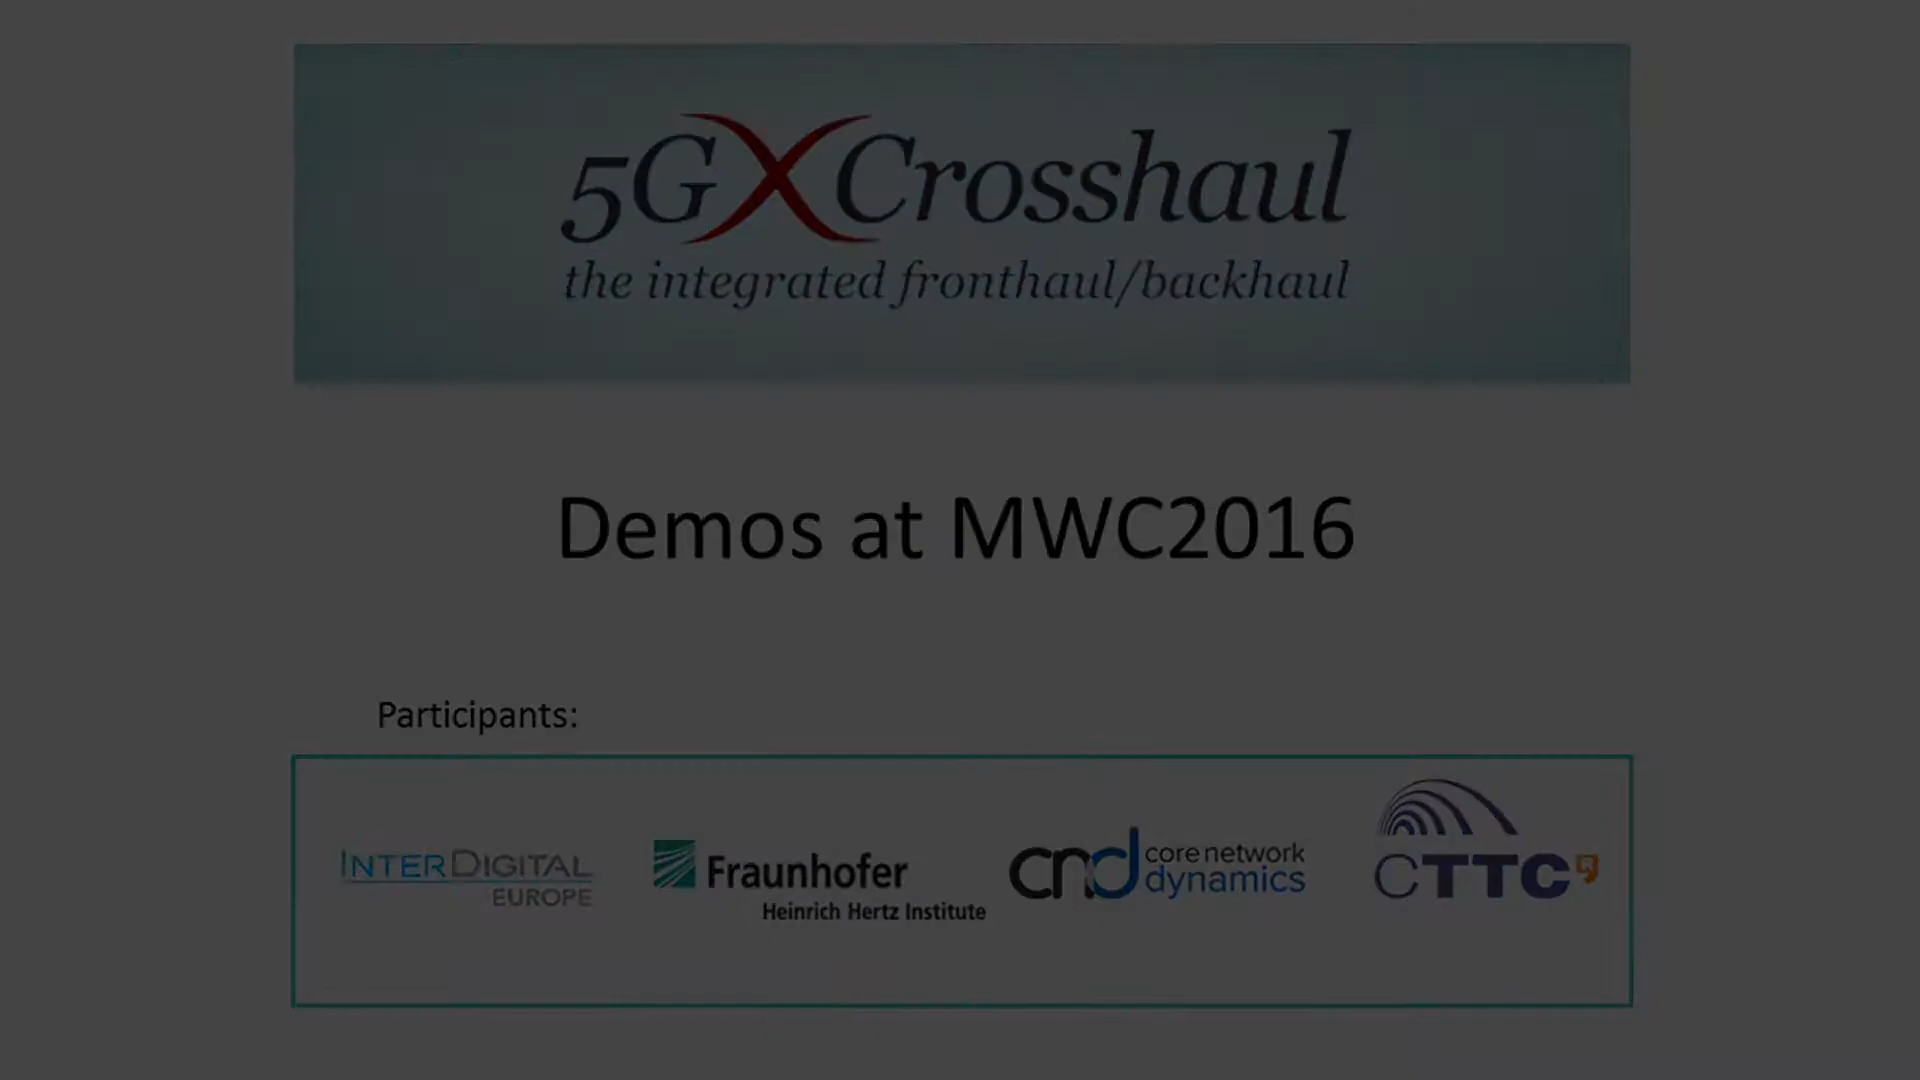 5GXCrosshaul
the integrated fronthaul/backhaul
Demos at MWC2016
Participants:
INTERDIGITAL
EUROPE
Fraunhofer
Heinrich Hertz Institute
cnd core network
dynamics
CTTC R